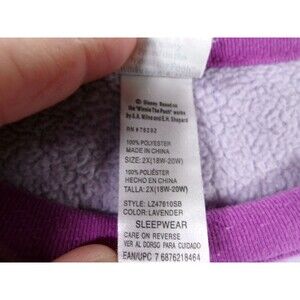 © Disney Based on
the "Winnie The Pooh" works
by A.A. Milne and E.H. Shepard
RN #76292
100% POLYESTER
MADE IN CHINA
SIZE: 2X(18W-20W)
100% POLIÉSTER
HECHO EN CHINA
TALLA: 2X(18W-20W)
STYLE: LZ47610SB
COLOR: LAVENDER
SLEEPWEAR
CARE ON REVERSE
VER AL DORSO PARA CUIDADO
EAN/UPC 7 6876218464